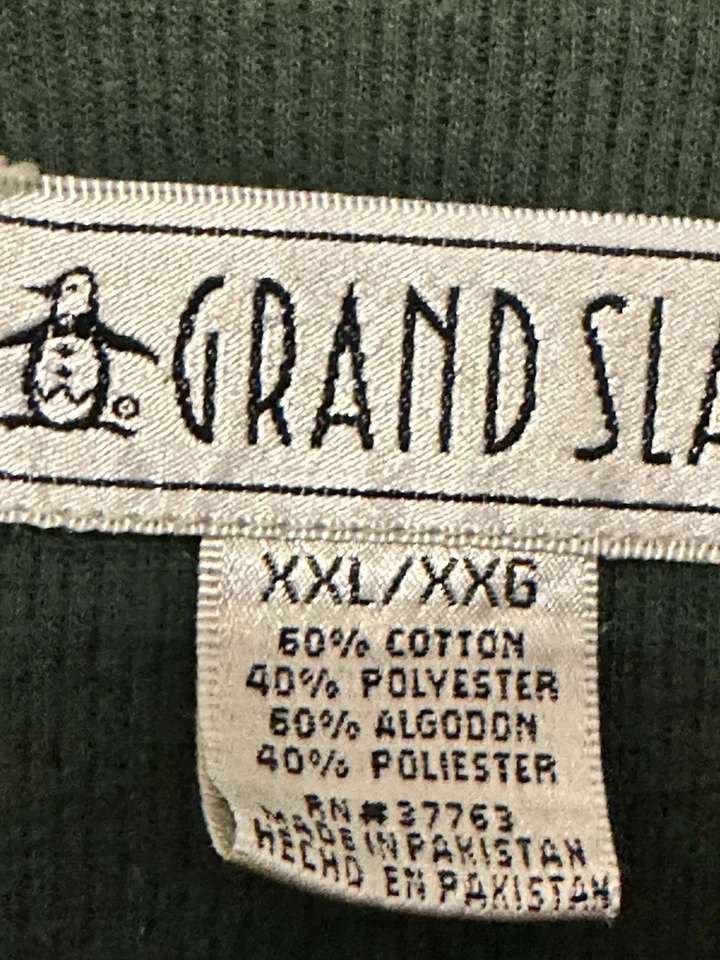 GRAND SLA
XXL/XXG
60% COTTON
40% POLYESTER
60% ALGODON
40% POLIESTER
RN#37763
MADE IN PAKISTAN
HECHO EN PAKISTAN